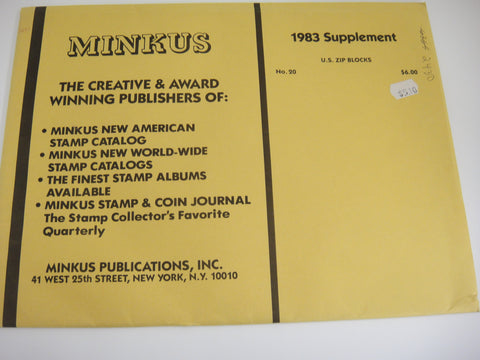 MINKUS
THE CREATIVE & AWARD
WINNING PUBLISHERS OF:
• MINKUS NEW AMERICAN
STAMP CATALOG
• MINKUS NEW WORLD-WIDE
STAMP CATALOGS
• THE FINEST STAMP ALBUMS
AVAILABLE
• MINKUS STAMP & COIN JOURNAL
The Stamp Collector's Favorite
Quarterly
MINKUS PUBLICATIONS, INC.
41 WEST 25th STREET, NEW YORK, N.Y. 10010
1983 Supplement
U.S. ZIP BLOCKS
No. 20 $6.00